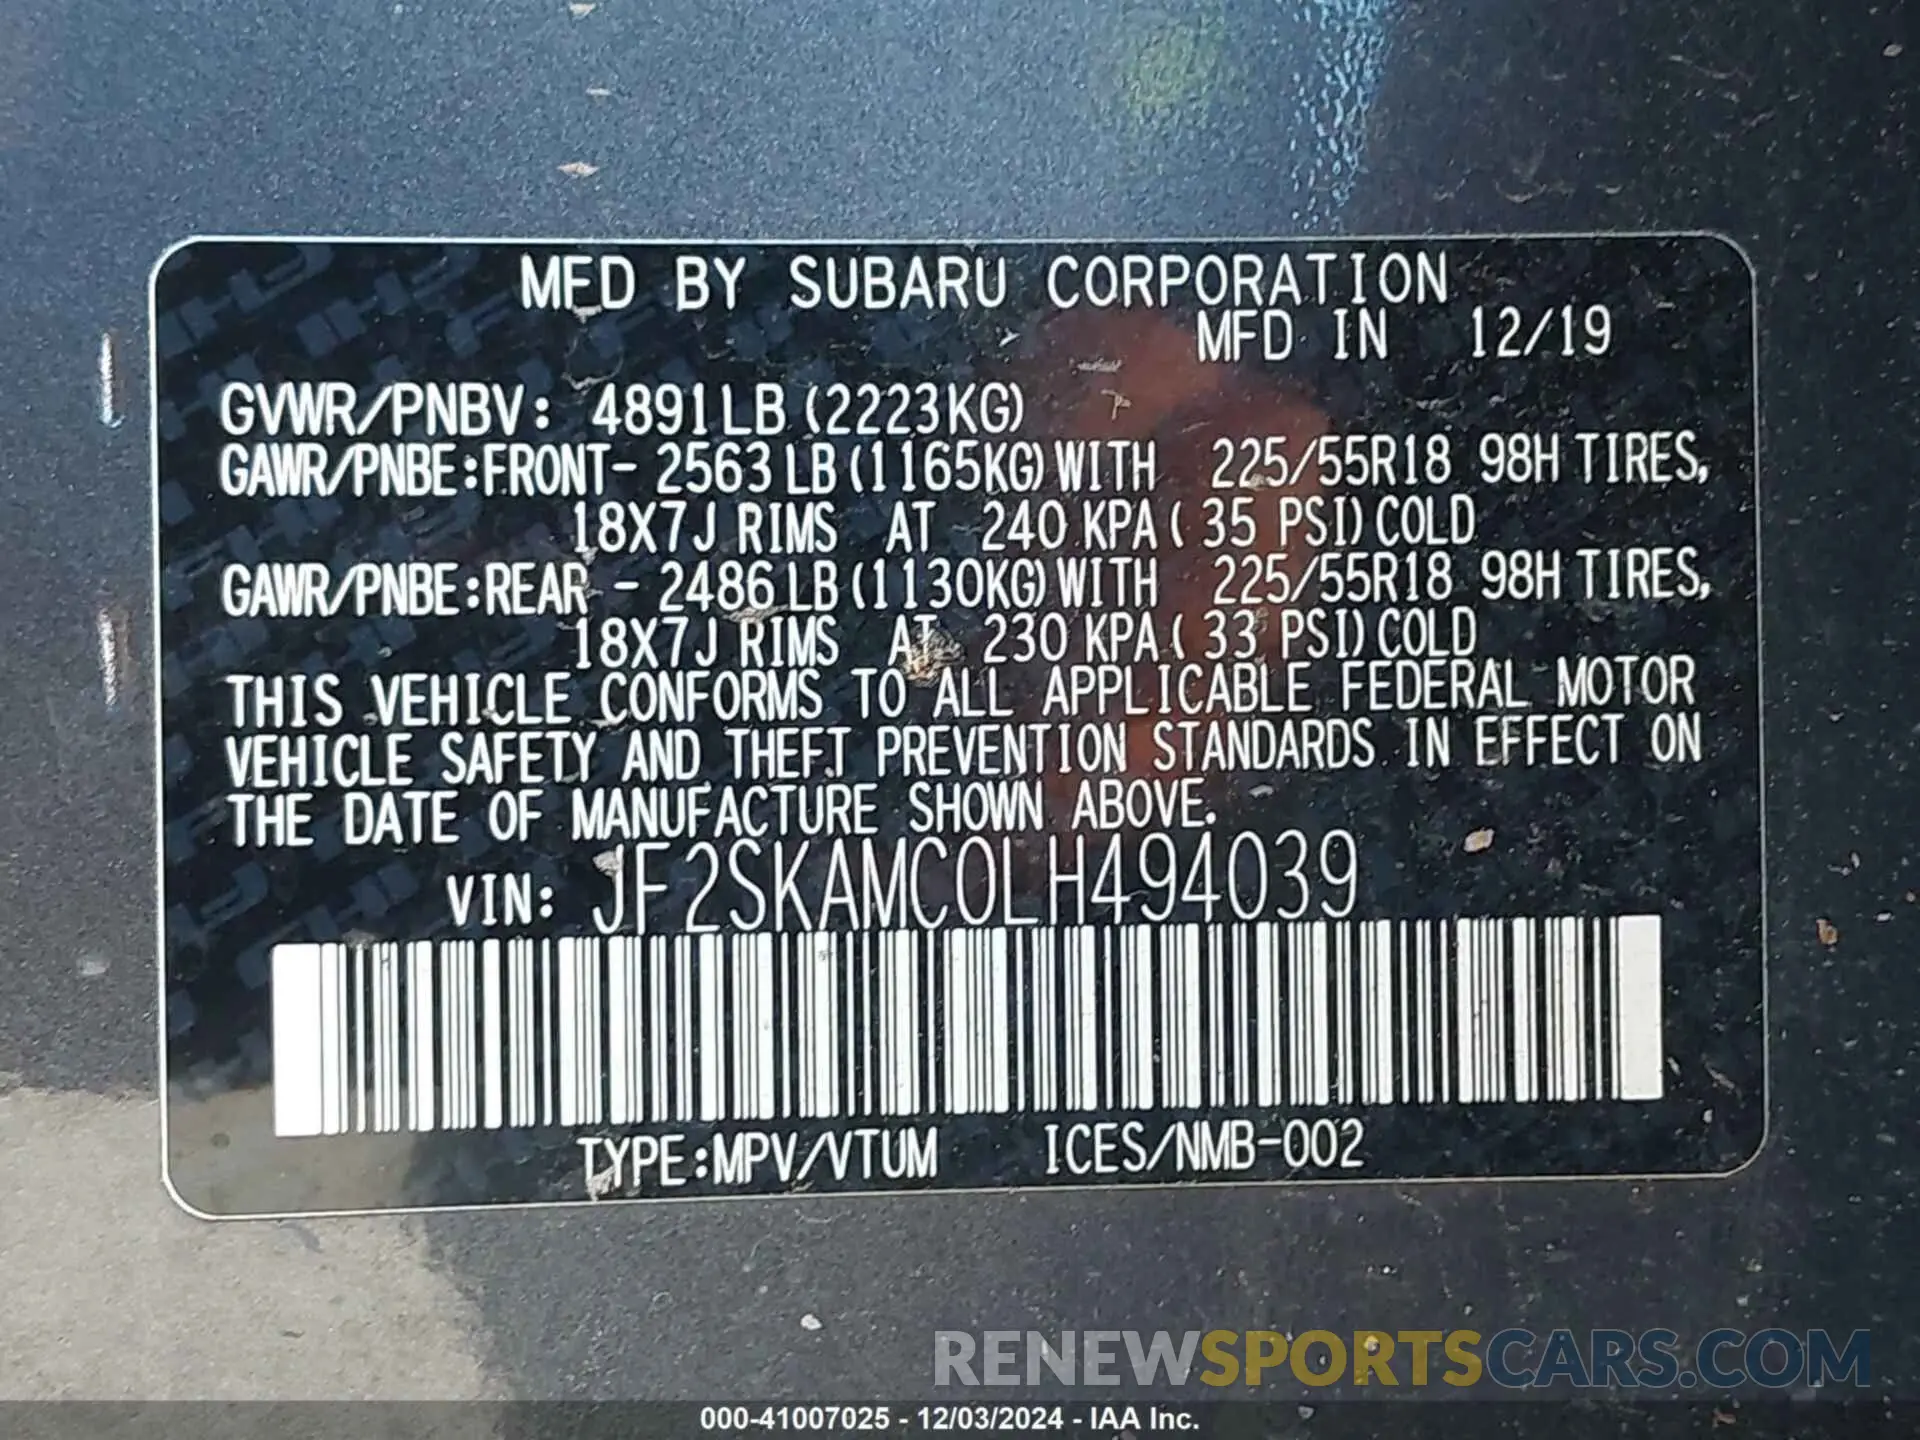 MFD BY SUBARU CORPORATION
MFD IN 12/19
GVWR/PNBV: 4891LB (2223KG)
GAWR/PNBE:FRONT- 2563 LB (1165KG) WITH 225/55R18 98H TIRES,
18X7J RIMS AT 240 KPA ( 35 PSI) COLD
GAWR/PNBE:REAR - 2486 LB (1130KG) WITH 225/55R18 98H TIRES,
18X7J RIMS AT 230 KPA ( 33 PSI) COLD
THIS VEHICLE CONFORMS TO ALL APPLICABLE FEDERAL MOTOR
VEHICLE SAFETY AND THEFT PREVENTION STANDARDS IN EFFECT ON
THE DATE OF MANUFACTURE SHOWN ABOVE.
VIN: JF2SKAMC0LH494039
TYPE:MPV/VTUM ICES/NMB-002
RENEWSPORTSCARS.COM
000-41007025 - 12/03/2024 - IAA Inc.